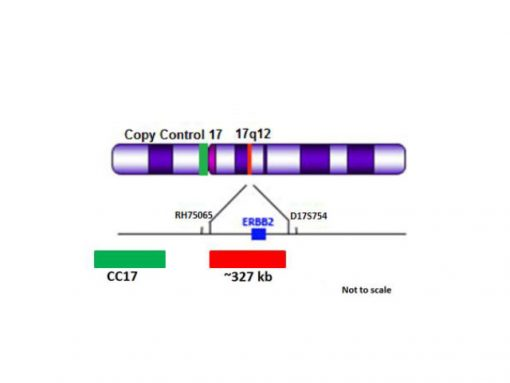 Copy Control 17 17q12
RH75065 D17S754
ERBB2
CC17 ~327 kb
Not to scale